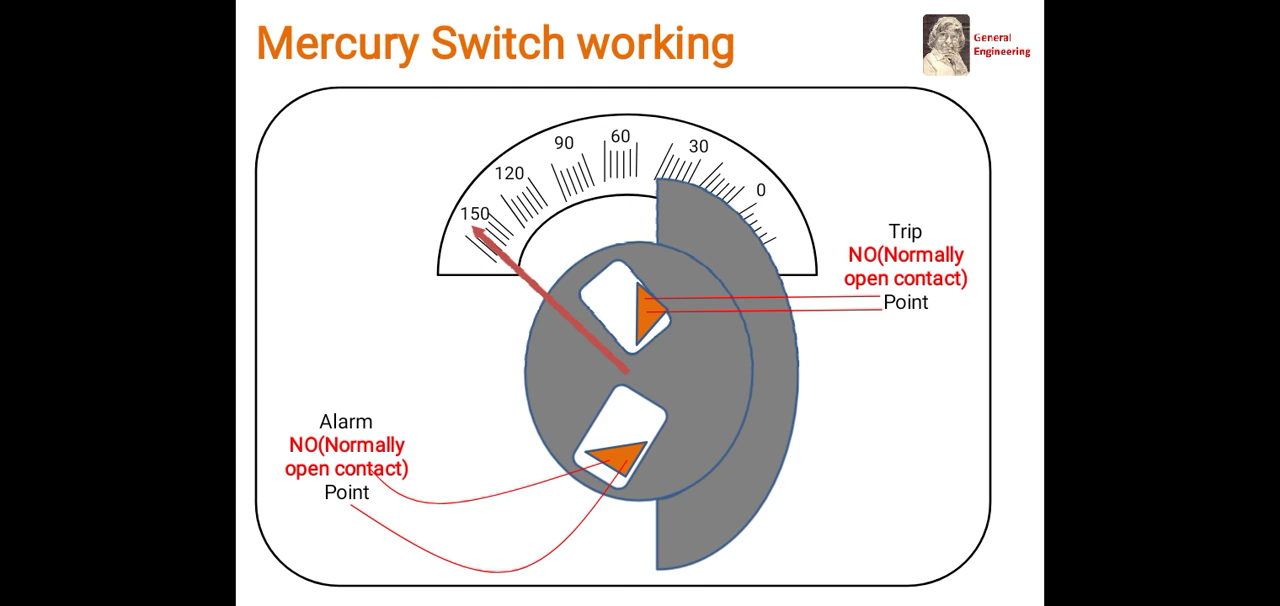 Mercury Switch working
General
Engineering
150
120
90
60
30
0
Trip
NO(Normally
open contact)
Point
Alarm
NO(Normally
open contact)
Point